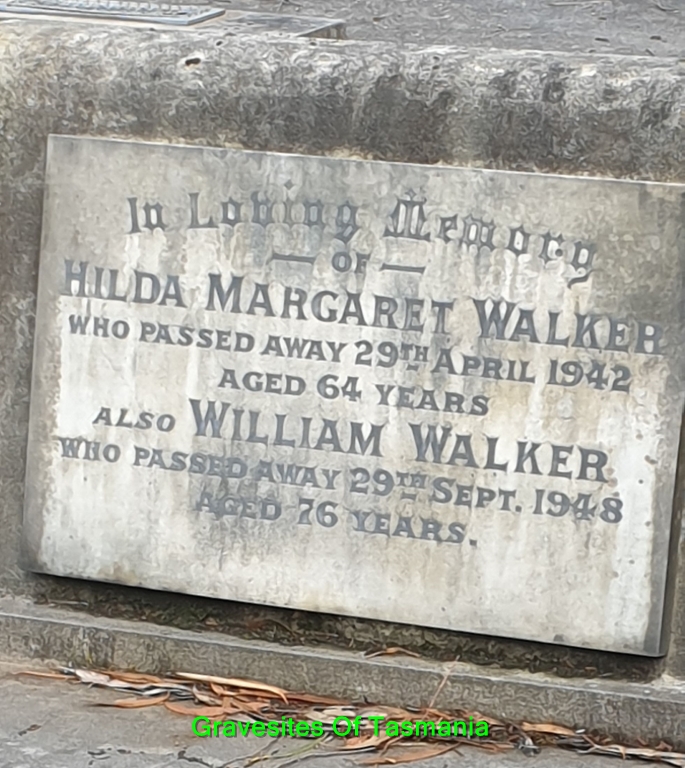 In Loving Memory
— OF —
HILDA MARGARET WALKER
WHO PASSED AWAY 29TH APRIL 1942
AGED 64 YEARS
ALSO WILLIAM WALKER
WHO PASSED AWAY 29TH SEPT. 1948
AGED 76 YEARS.
Gravesites Of Tasmania